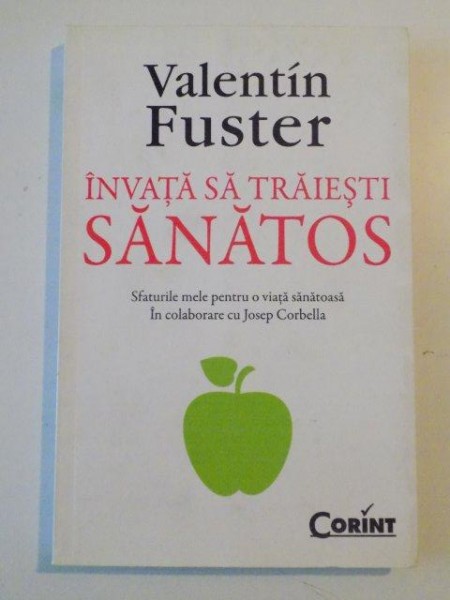 Valentín
Fuster
ÎNVAȚĂ SĂ TRĂIEȘTI
SĂNĂTOS
Sfaturile mele pentru o viață sănătoasă
În colaborare cu Josep Corbella
CORINT